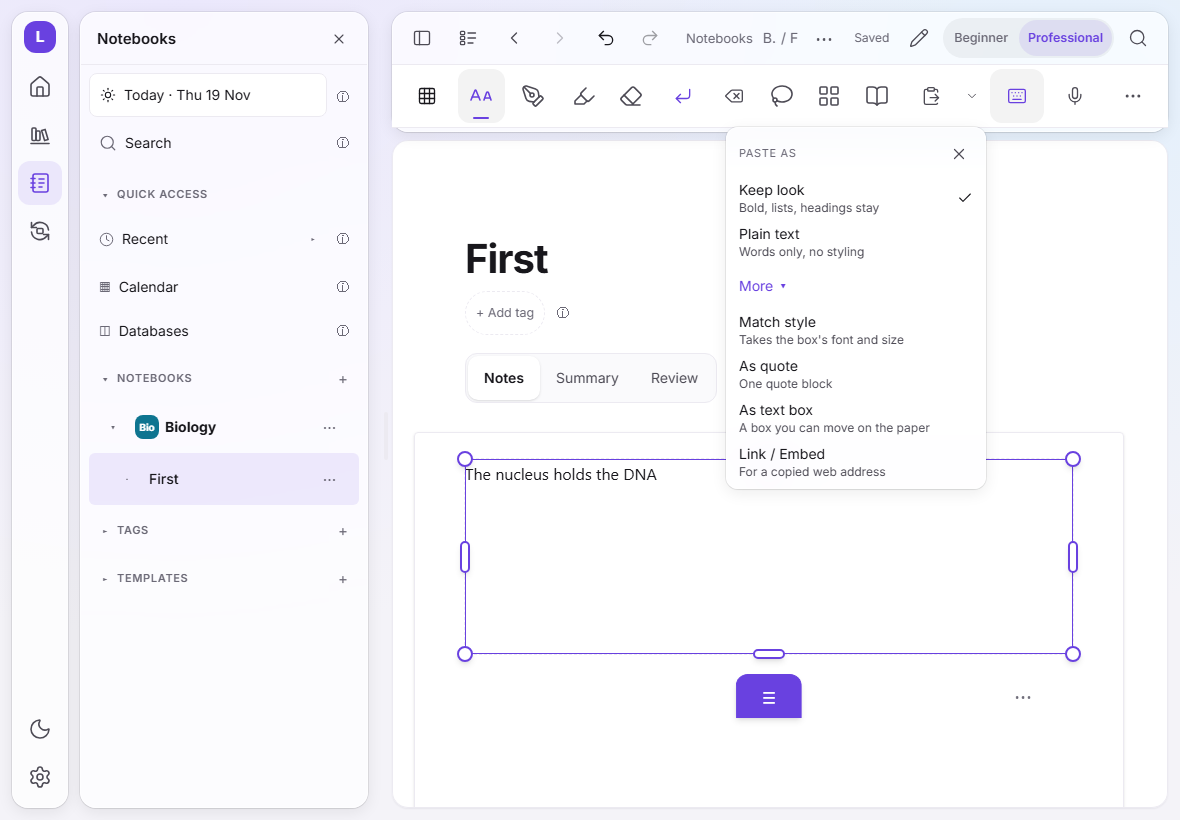 L
Notebooks
Today · Thu 19 Nov
Search
QUICK ACCESS
Recent
Calendar
Databases
NOTEBOOKS
Bio Biology
First
TAGS
TEMPLATES
Notebooks B. / F ... Saved Beginner Professional
PASTE AS
Keep look
Bold, lists, headings stay
Plain text
Words only, no styling
More
Match style
Takes the box's font and size
As quote
One quote block
As text box
A box you can move on the paper
Link / Embed
For a copied web address
First
+ Add tag
Notes Summary Review
The nucleus holds the DNA